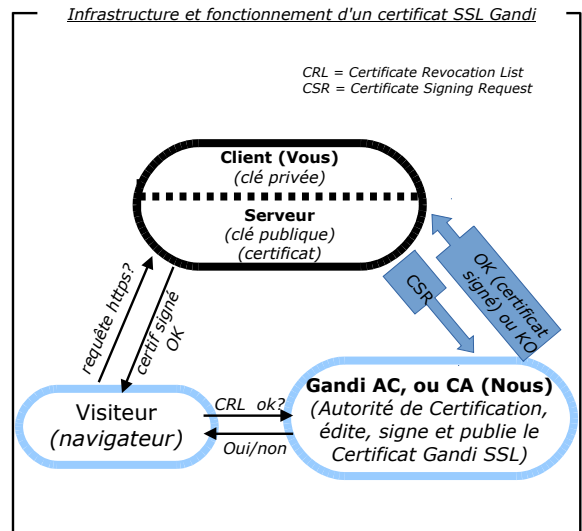 Infrastructure et fonctionnement d'un certificat SSL Gandi
CRL = Certificate Revocation List
CSR = Certificate Signing Request
Client (Vous)
(clé privée)
Serveur
(clé publique)
(certificat)
requête https?
certif signé
OK
CSR
OK (certificat
signé) ou KO
Visiteur
(navigateur)
CRL ok?
Oui/non
Gandi AC, ou CA (Nous)
(Autorité de Certification,
édite, signe et publie le
Certificat Gandi SSL)